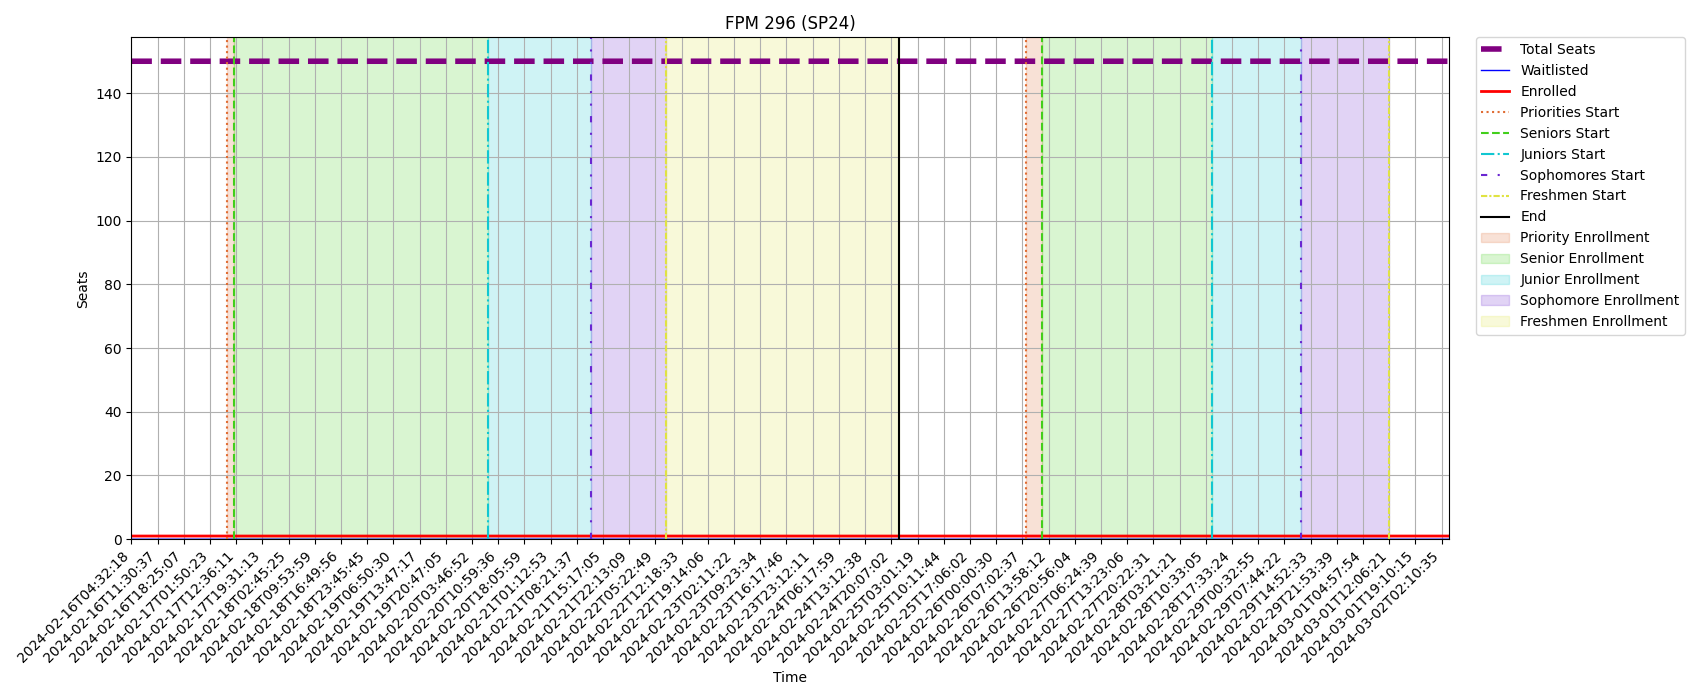 FPM 296 (SP24)
Total Seats
Waitlisted
Enrolled
Priorities Start
Seniors Start
Juniors Start
Sophomores Start
Freshmen Start
End
Priority Enrollment
Senior Enrollment
Junior Enrollment
Sophomore Enrollment
Freshmen Enrollment
Seats
140
120
100
80
60
40
20
0
2024-02-16T04:32:18
2024-02-16T11:30:37
2024-02-16T18:25:07
2024-02-17T01:50:23
2024-02-17T12:36:11
2024-02-17T19:31:13
2024-02-18T02:45:25
2024-02-18T09:53:59
2024-02-18T16:49:56
2024-02-18T23:45:45
2024-02-19T06:50:30
2024-02-19T13:47:17
2024-02-19T20:47:05
2024-02-20T03:46:52
2024-02-20T10:59:36
2024-02-20T18:05:59
2024-02-21T01:12:53
2024-02-21T08:21:37
2024-02-21T15:17:05
2024-02-21T22:13:09
2024-02-22T05:22:49
2024-02-22T12:18:33
2024-02-22T19:14:06
2024-02-23T02:11:22
2024-02-23T09:23:34
2024-02-23T16:17:46
2024-02-23T23:12:11
2024-02-24T06:17:59
2024-02-24T13:12:38
2024-02-24T20:07:02
2024-02-25T03:01:19
2024-02-25T10:11:44
2024-02-25T17:06:02
2024-02-26T00:00:30
2024-02-26T07:02:37
2024-02-26T13:58:12
2024-02-26T20:56:04
2024-02-27T06:24:39
2024-02-27T13:23:06
2024-02-27T20:22:31
2024-02-28T03:21:21
2024-02-28T10:33:05
2024-02-28T17:33:24
2024-02-29T00:32:55
2024-02-29T07:44:22
2024-02-29T14:52:33
2024-02-29T21:53:39
2024-03-01T04:57:54
2024-03-01T12:06:21
2024-03-01T19:10:15
2024-03-02T02:10:35
Time